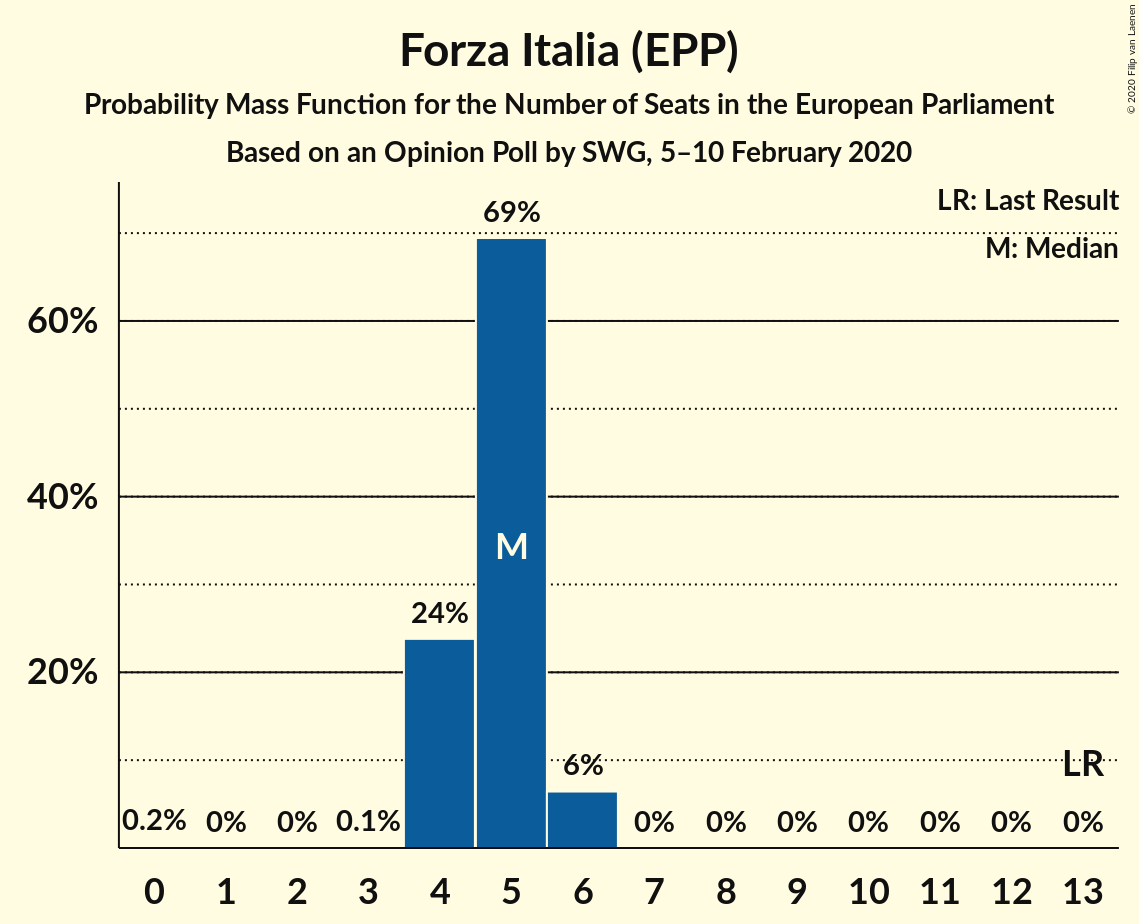 Forza Italia (EPP)
Probability Mass Function for the Number of Seats in the European Parliament
Based on an Opinion Poll by SWG, 5–10 February 2020
© 2020 Filip van Laenen
LR: Last Result
M: Median
69%
60%
40%
M
24%
20%
6%
LR
0.2% 0% 0% 0.1% 0% 0% 0% 0% 0% 0% 0%
0 1 2 3 4 5 6 7 8 9 10 11 12 13